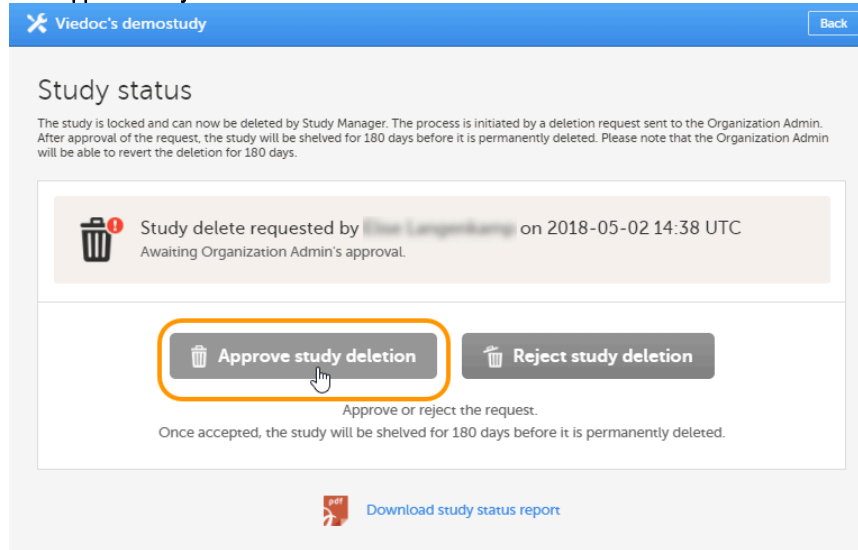 Viedoc's demostudy
Back
Study status
The study is locked and can now be deleted by Study Manager. The process is initiated by a deletion request sent to the Organization Admin.
After approval of the request, the study will be shelved for 180 days before it is permanently deleted. Please note that the Organization Admin
will be able to revert the deletion for 180 days.
Study delete requested by on 2018-05-02 14:38 UTC
Awaiting Organization Admin's approval.
Approve study deletion
Reject study deletion
Approve or reject the request.
Once accepted, the study will be shelved for 180 days before it is permanently deleted.
pdf
Download study status report